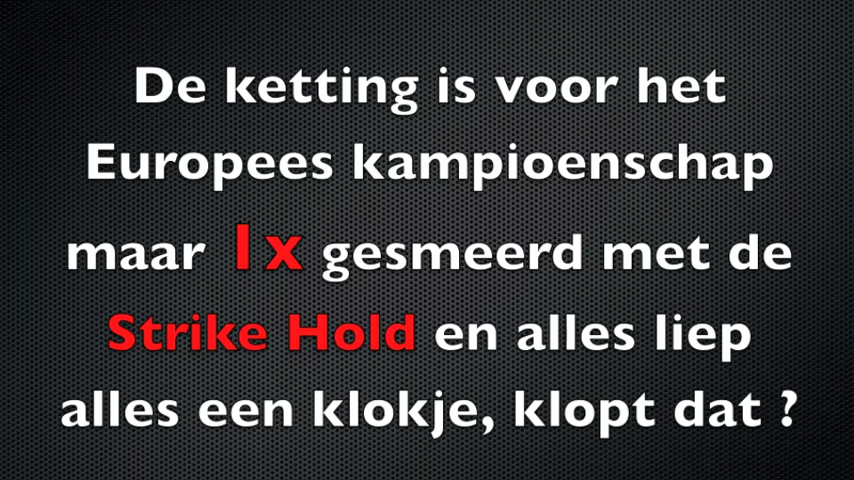 De ketting is voor het
Europees kampioenschap
maar 1x gesmeerd met de
Strike Hold en alles liep
alles een klokje, klopt dat ?